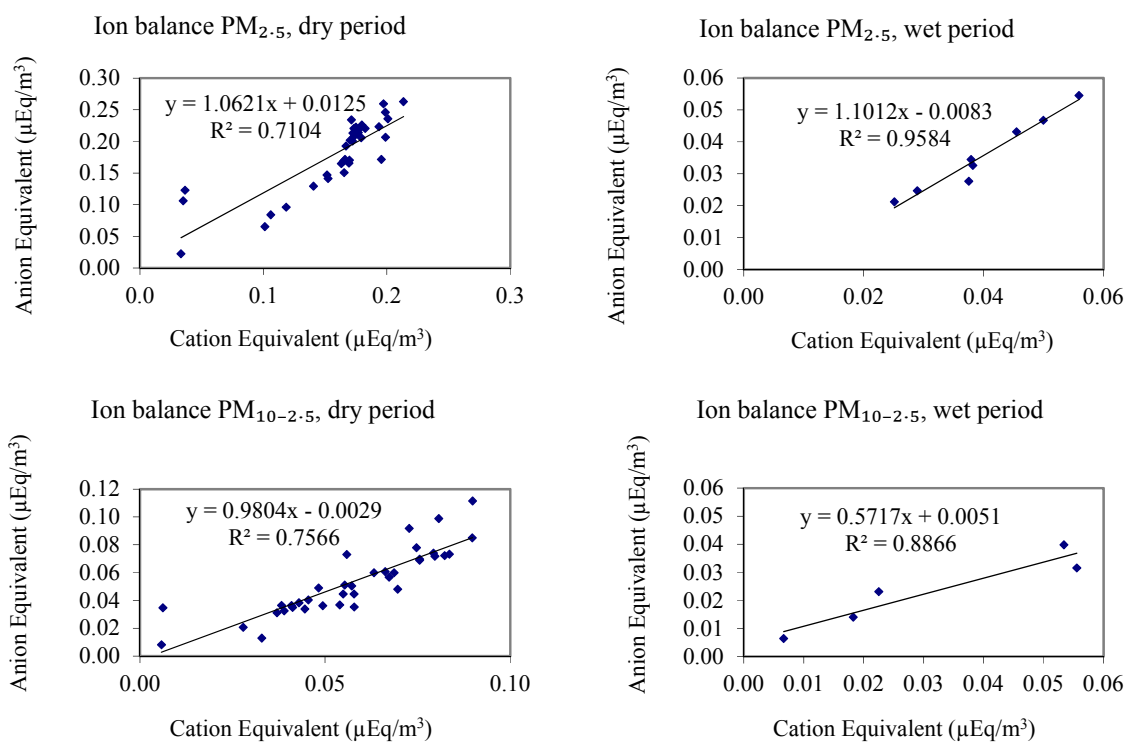 Ion balance PM₂.₅, dry period
0.30
0.25
0.20
0.15
0.10
0.05
0.00
y = 1.0621x + 0.0125
R² = 0.7104
0.0 0.1 0.2 0.3
Anion Equivalent (µEq/m³)
Cation Equivalent (µEq/m³)
Ion balance PM₂.₅, wet period
0.06
0.05
0.04
0.03
0.02
0.01
0.00
y = 1.1012x - 0.0083
R² = 0.9584
0.00 0.02 0.04 0.06
Anion Equivalent (µEq/m³)
Cation Equivalent (µEq/m³)
Ion balance PM₁₀₋₂.₅, dry period
0.12
0.10
0.08
0.06
0.04
0.02
0.00
y = 0.9804x - 0.0029
R² = 0.7566
0.00 0.05 0.10
Anion Equivalent (µEq/m³)
Cation Equivalent (µEq/m³)
Ion balance PM₁₀₋₂.₅, wet period
0.06
0.05
0.04
0.03
0.02
0.01
0.00
y = 0.5717x + 0.0051
R² = 0.8866
0.00 0.01 0.02 0.03 0.04 0.05 0.06
Anion Equivalent (µEq/m³)
Cation Equivalent (µEq/m³)